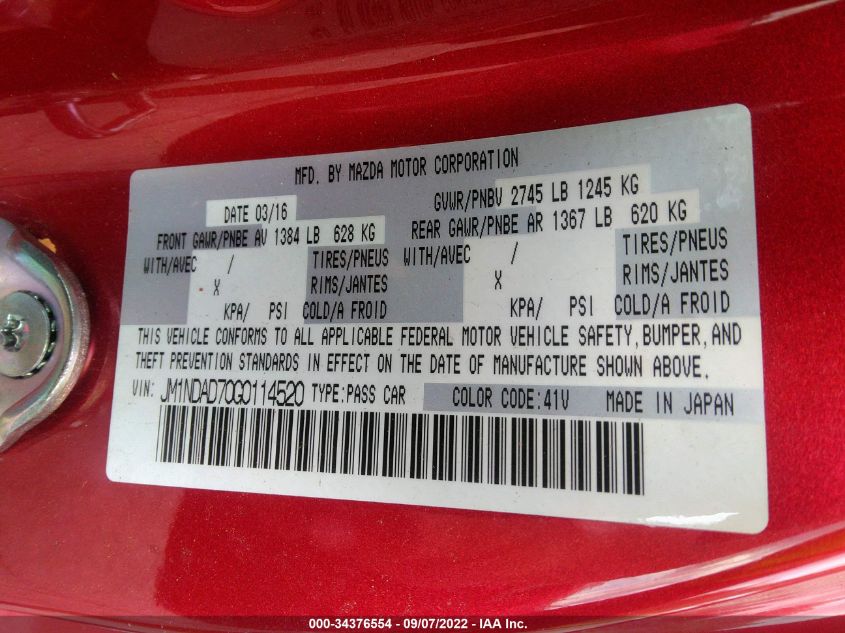 MFD. BY MAZDA MOTOR CORPORATION
DATE 03/16 GVWR/PNBV 2745 LB 1245 KG
FRONT GAWR/PNBE AV 1384 LB 628 KG REAR GAWR/PNBE AR 1367 LB 620 KG
WITH/AVEC / TIRES/PNEUS WITH/AVEC / TIRES/PNEUS
X RIMS/JANTES X RIMS/JANTES
KPA/ PSI COLD/A FROID KPA/ PSI COLD/A FROID
THIS VEHICLE CONFORMS TO ALL APPLICABLE FEDERAL MOTOR VEHICLE SAFETY, BUMPER, AND
THEFT PREVENTION STANDARDS IN EFFECT ON THE DATE OF MANUFACTURE SHOWN ABOVE.
VIN: JM1NDAD70G0114520 TYPE:PASS CAR COLOR CODE:41V MADE IN JAPAN
000-34376554 - 09/07/2022 - IAA Inc.